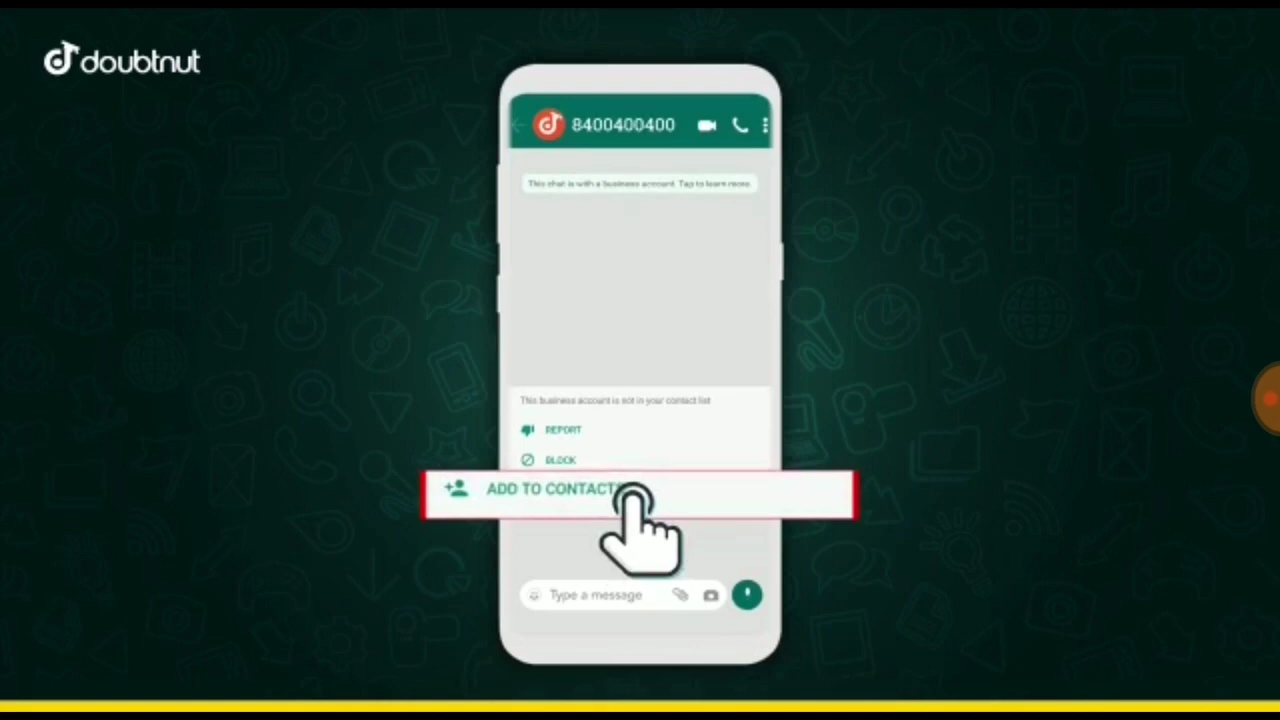 doubtnut
8400400400
This chat is with a business account. Tap to learn more.
This business account is not in your contact list
REPORT
BLOCK
ADD TO CONTACTS
Type a message